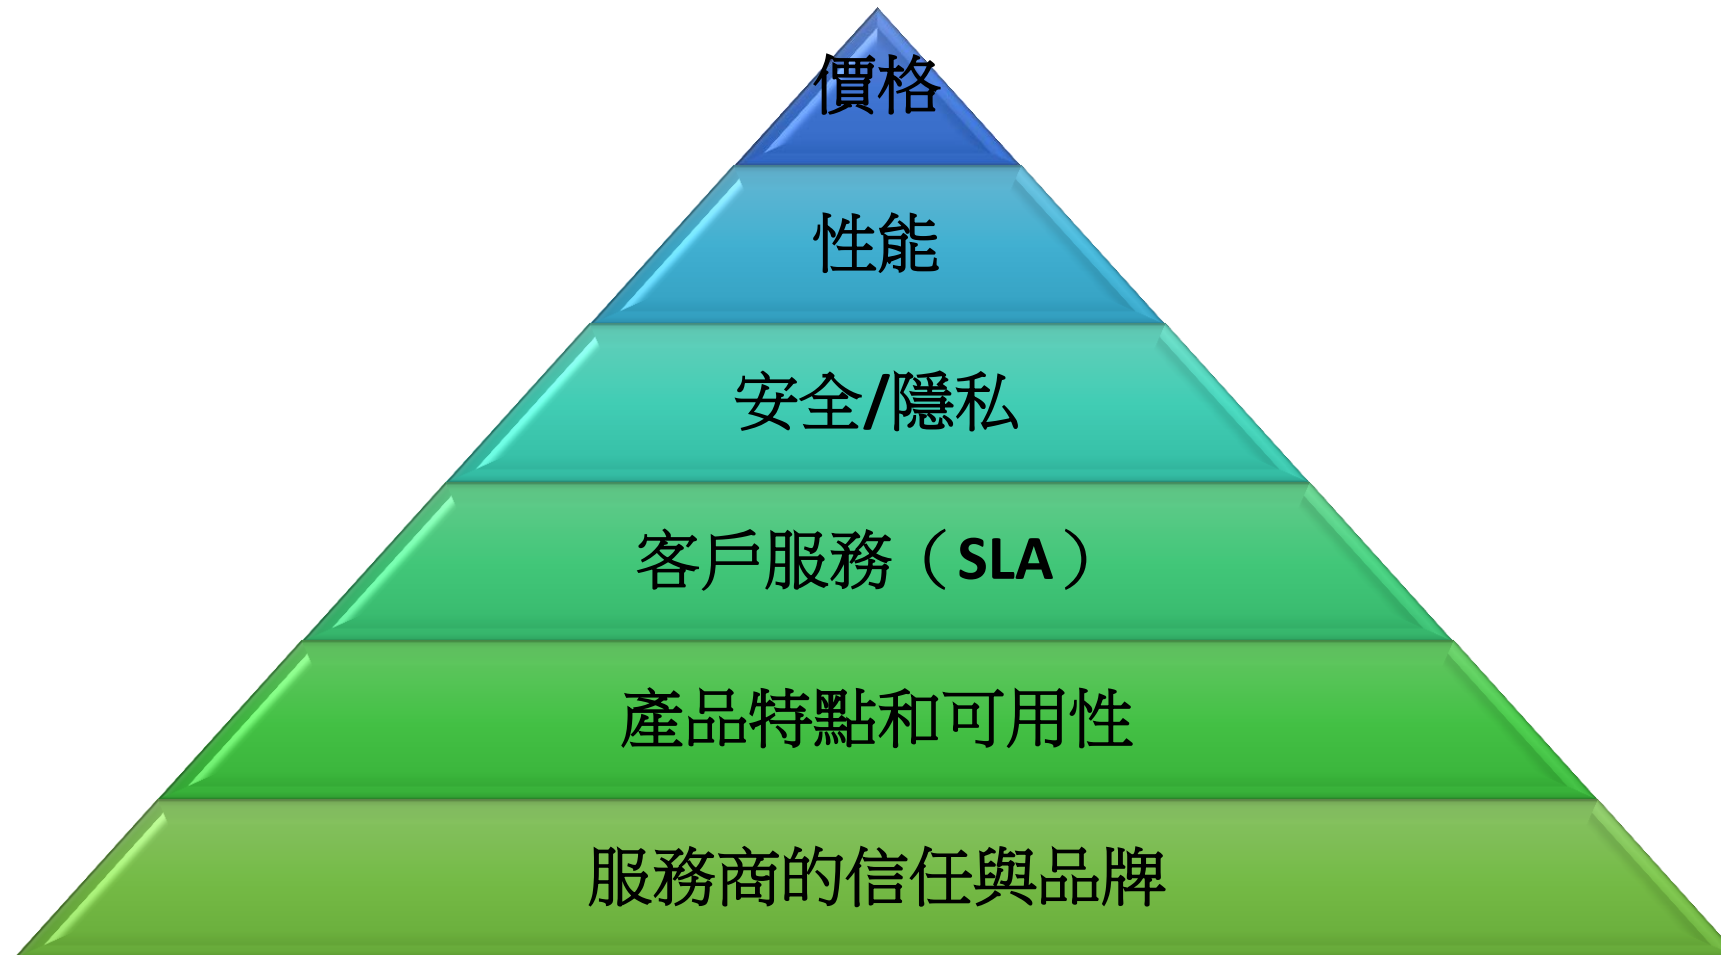 價格
性能
安全/隱私
客戶服務（SLA）
產品特點和可用性
服務商的信任與品牌